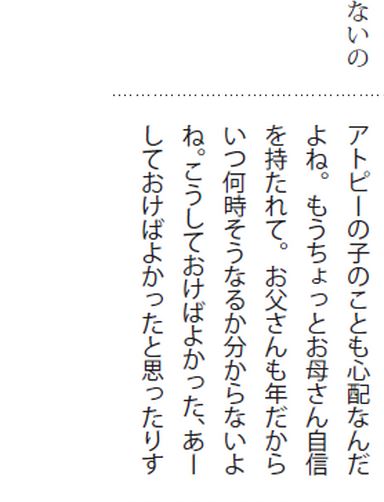 ないの
アトピーの子のことも心配なんだ
よね。もうちょっとお母さん自信
を持たれて。お父さんも年だから
いつ何時そうなるか分からないよ
ね。こうしておけばよかった、あー
しておけばよかったと思ったりす